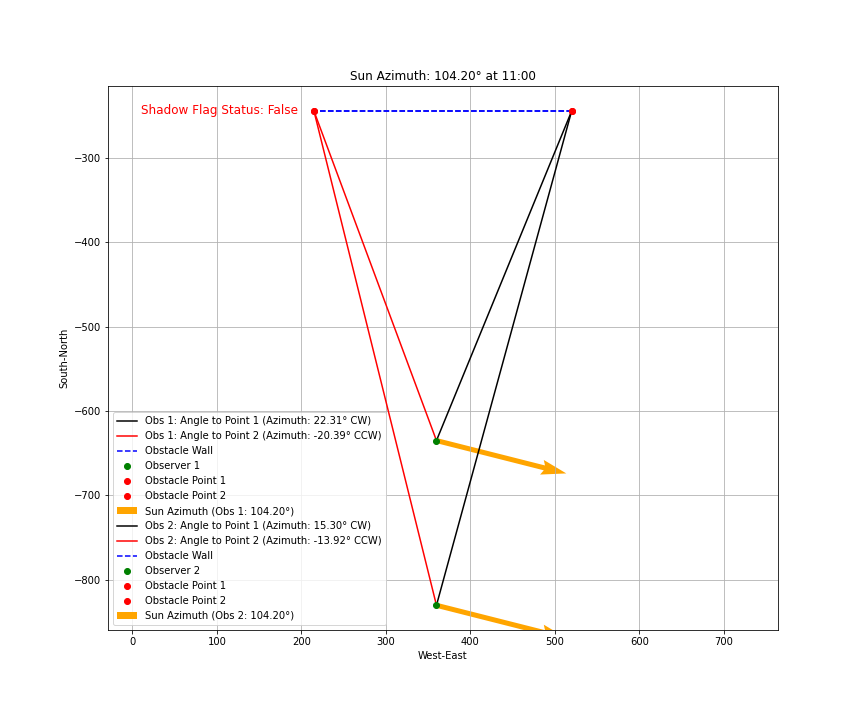 Sun Azimuth: 104.20° at 11:00
Shadow Flag Status: False
−300
−400
−500
−600
−700
−800
South-North
Obs 1: Angle to Point 1 (Azimuth: 22.31° CW)
Obs 1: Angle to Point 2 (Azimuth: -20.39° CCW)
Obstacle Wall
Observer 1
Obstacle Point 1
Obstacle Point 2
Sun Azimuth (Obs 1: 104.20°)
Obs 2: Angle to Point 1 (Azimuth: 15.30° CW)
Obs 2: Angle to Point 2 (Azimuth: -13.92° CCW)
Obstacle Wall
Observer 2
Obstacle Point 1
Obstacle Point 2
Sun Azimuth (Obs 2: 104.20°)
0 100 200 300 400 500 600 700
West-East